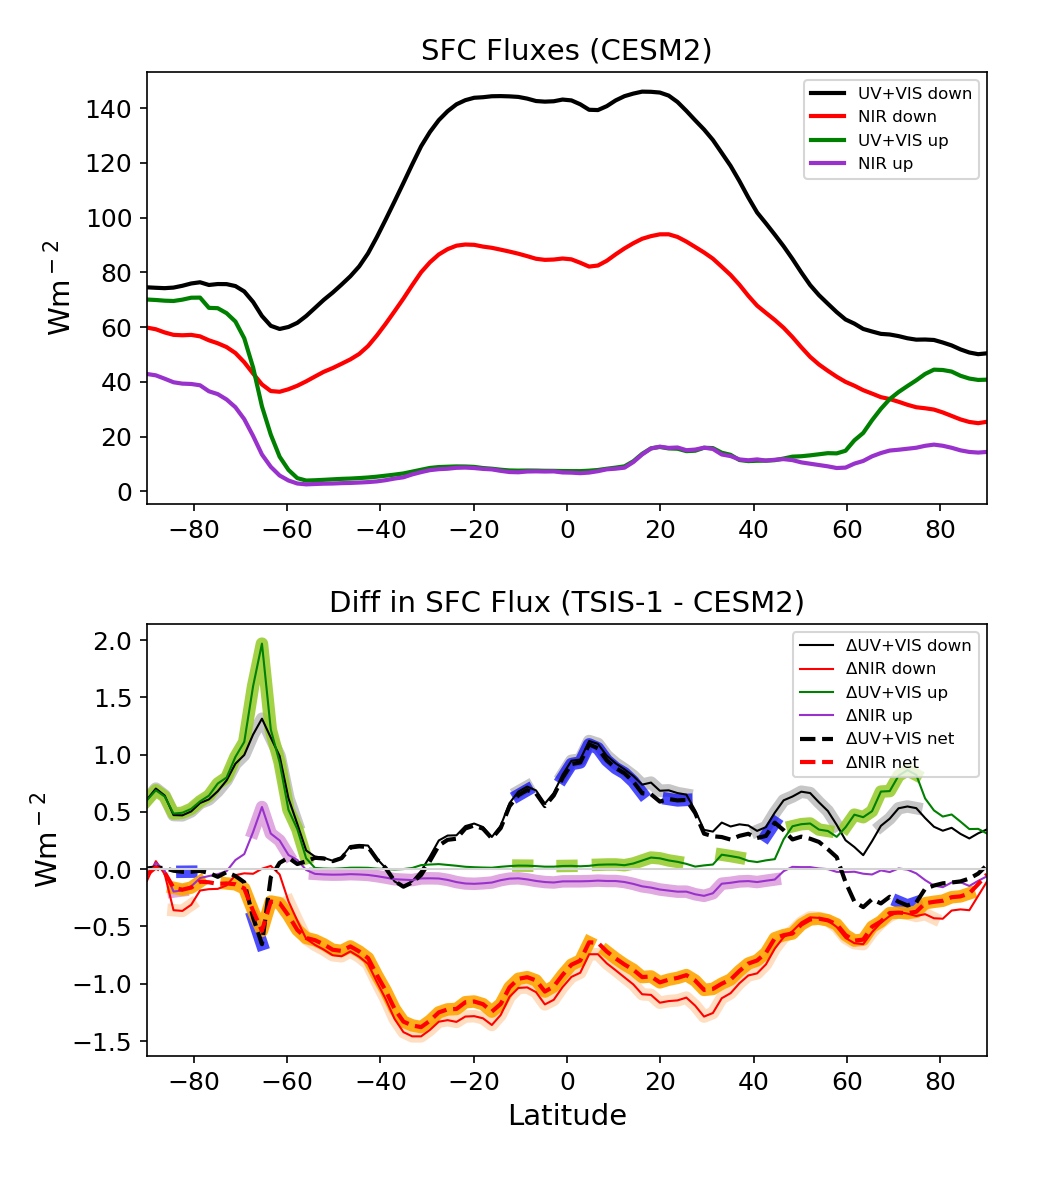 SFC Fluxes (CESM2)
Wm − 2
140
120
100
80
60
40
20
0
UV+VIS down
NIR down
UV+VIS up
NIR up
−80 −60 −40 −20 0 20 40 60 80
Diff in SFC Flux (TSIS-1 - CESM2)
Wm − 2
2.0
1.5
1.0
0.5
0.0
−0.5
−1.0
−1.5
ΔUV+VIS down
ΔNIR down
ΔUV+VIS up
ΔNIR up
ΔUV+VIS net
ΔNIR net
−80 −60 −40 −20 0 20 40 60 80
Latitude